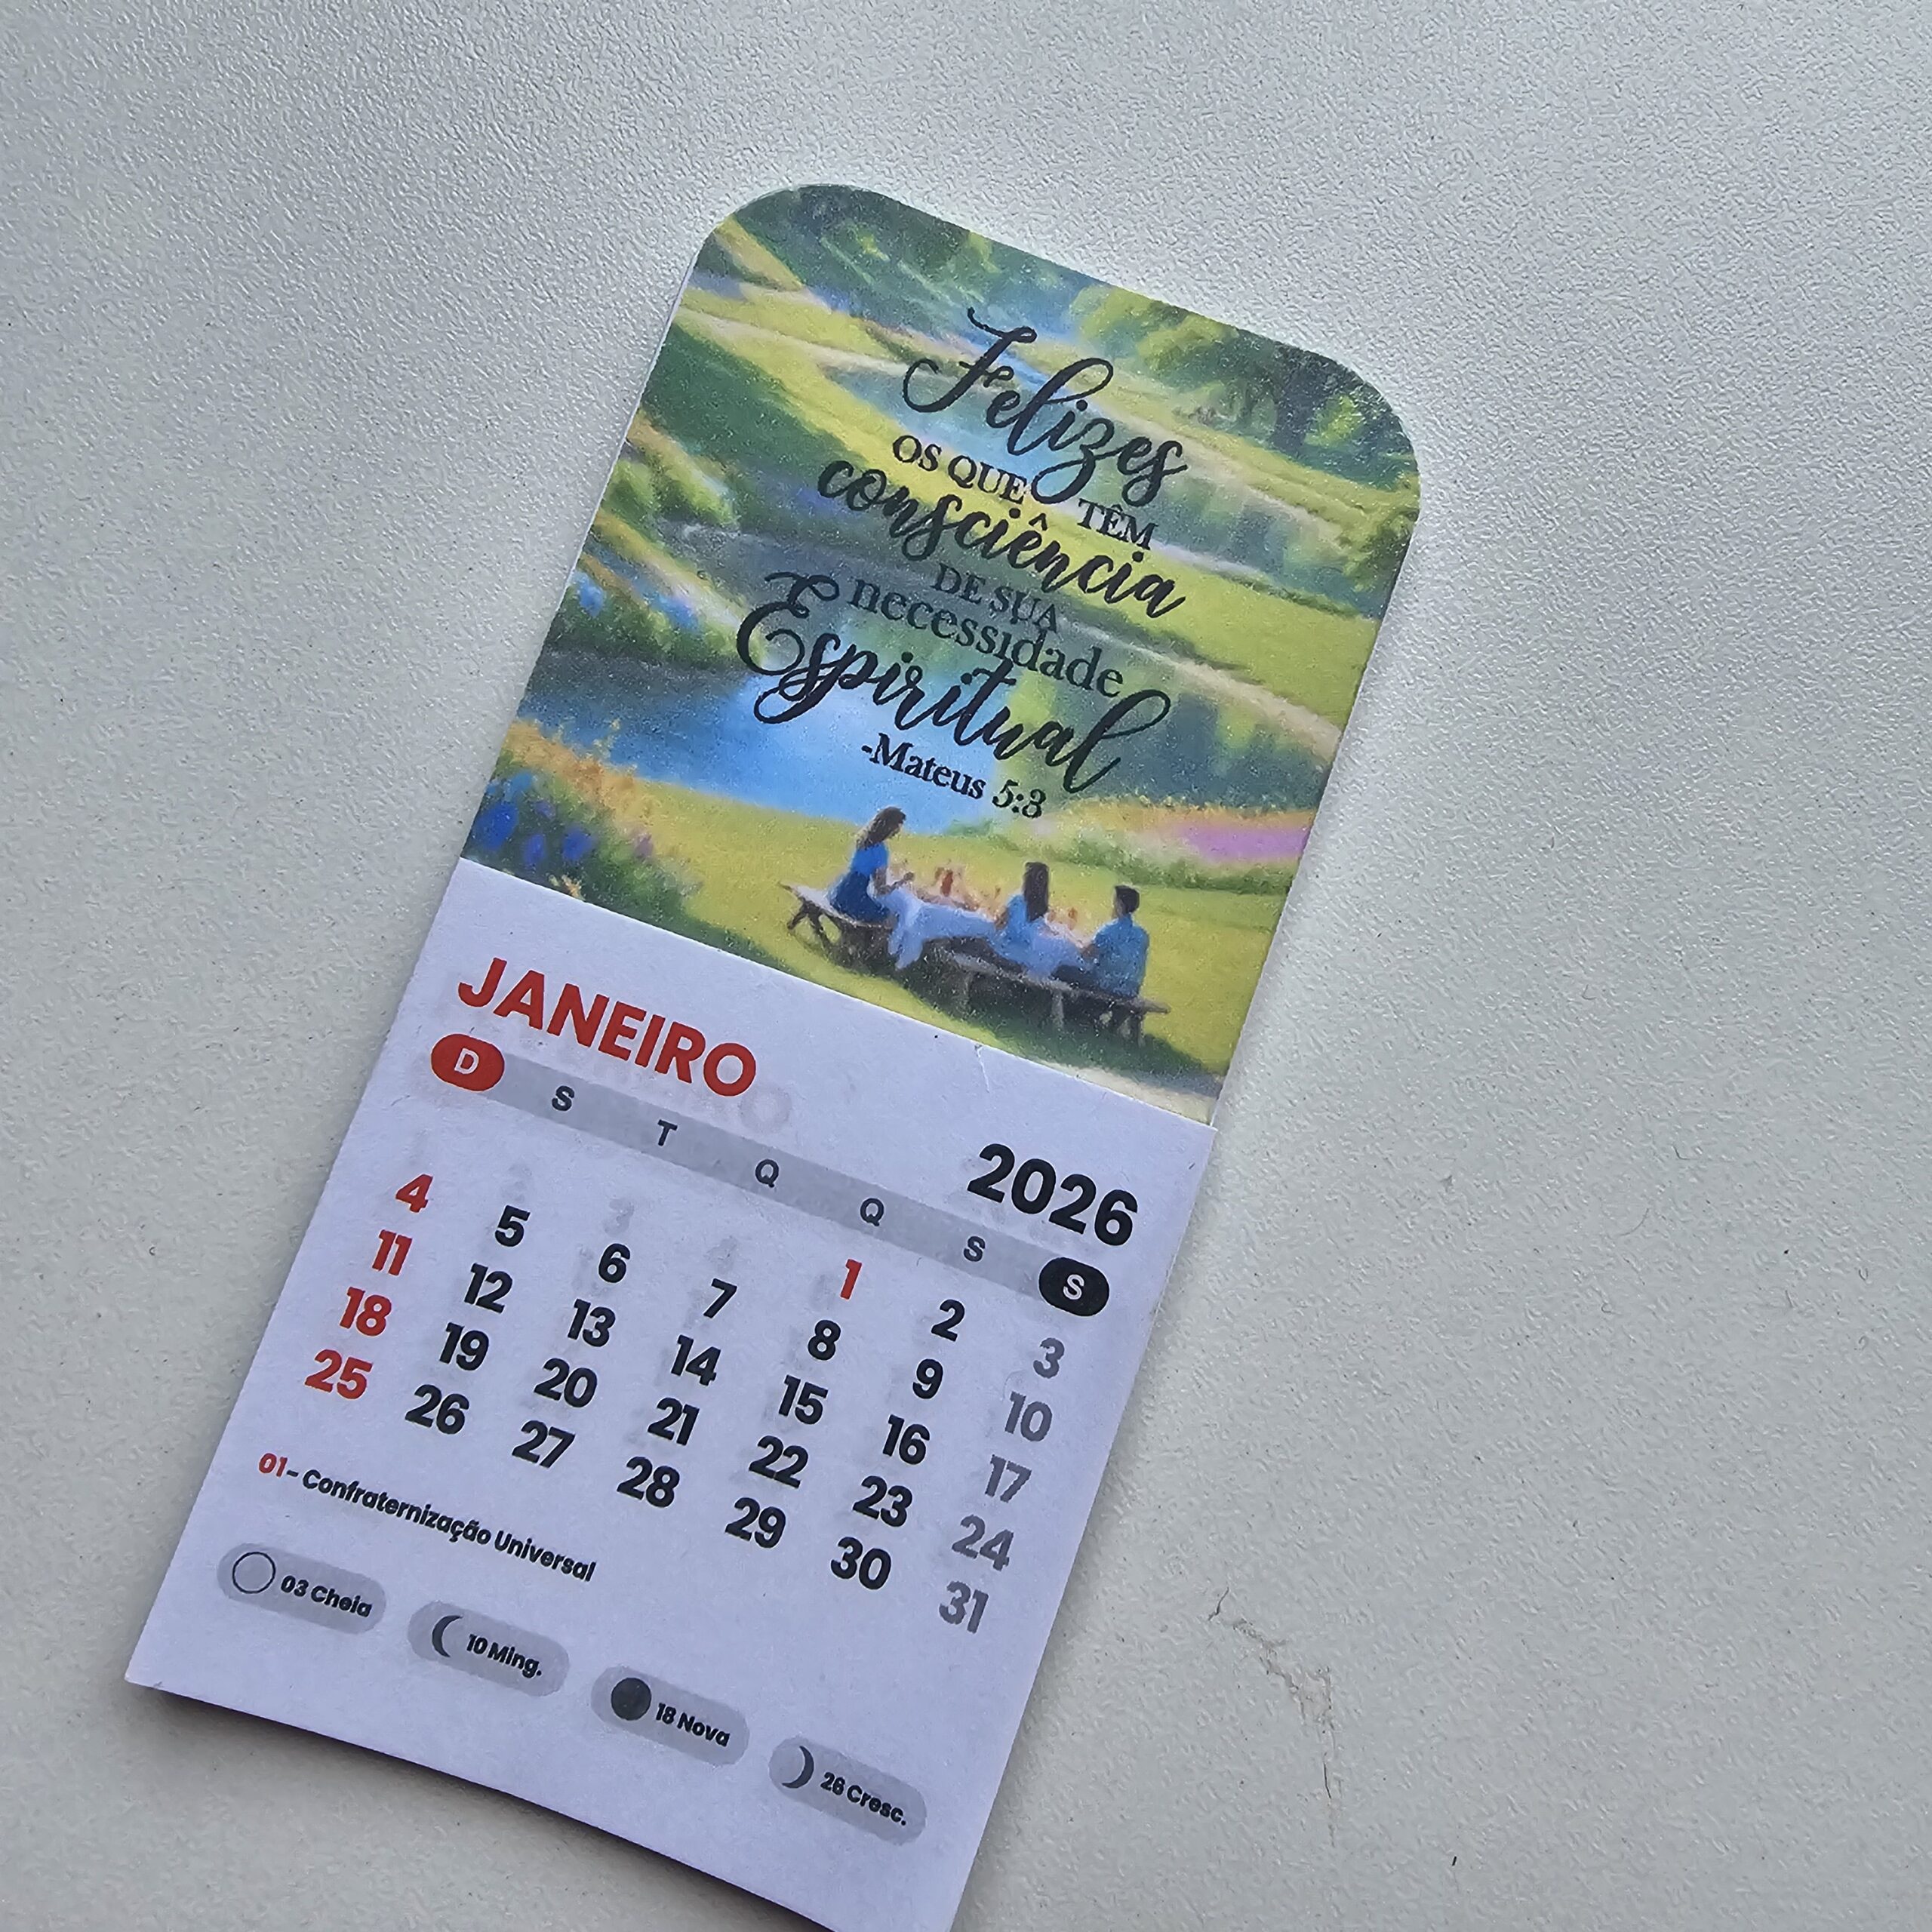 Felizes
OS QUE TÊM
consciência
DE SUA
necessidade
Espiritual
-Mateus 5:3
JANEIRO
2026
D S T Q Q S S
1 2 3
4 5 6 7 8 9 10
11 12 13 14 15 16 17
18 19 20 21 22 23 24
25 26 27 28 29 30 31
01 - Confraternização Universal
03 Cheia 10 Ming. 18 Nova 26 Cresc.